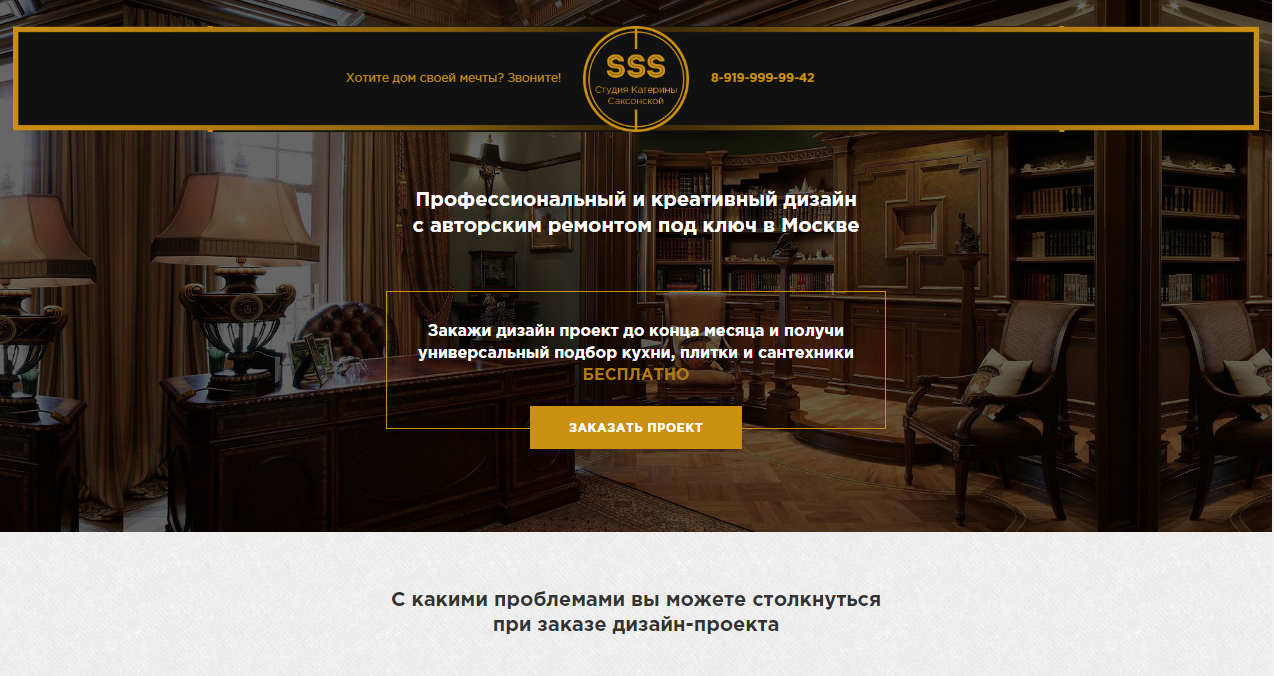 Хотите дом своей мечты? Звоните!
SSS
Студия Катерины
Саксонской
8-919-999-99-42
Профессиональный и креативный дизайн
с авторским ремонтом под ключ в Москве
Закажи дизайн проект до конца месяца и получи
универсальный подбор кухни, плитки и сантехники
БЕСПЛАТНО
ЗАКАЗАТЬ ПРОЕКТ
С какими проблемами вы можете столкнуться
при заказе дизайн-проекта